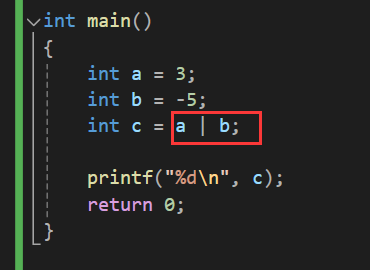 int main()
{
int a = 3;
int b = -5;
int c = a | b;
printf("%d\n", c);
return 0;
}